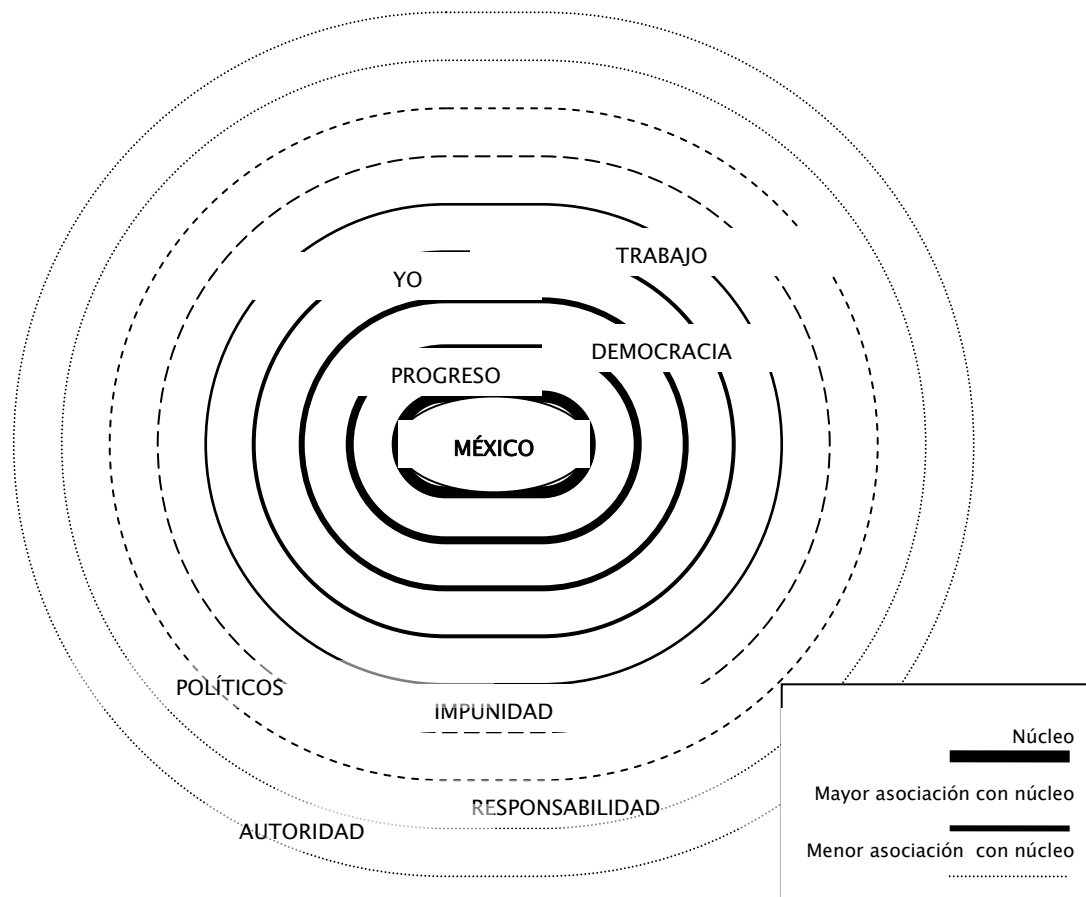 TRABAJO
YO
DEMOCRACIA
PROGRESO
MÉXICO
POLÍTICOS
IMPUNIDAD
RESPONSABILIDAD
AUTORIDAD
Núcleo
Mayor asociación con núcleo
Menor asociación con núcleo